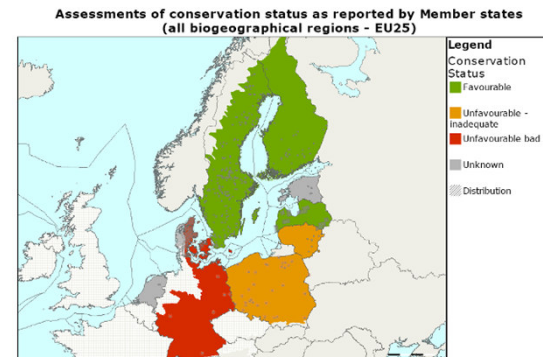 Assessments of conservation status as reported by Member states
(all biogeographical regions - EU25)
Legend
Conservation
Status
Favourable
Unfavourable -
inadequate
Unfavourable bad
Unknown
Distribution